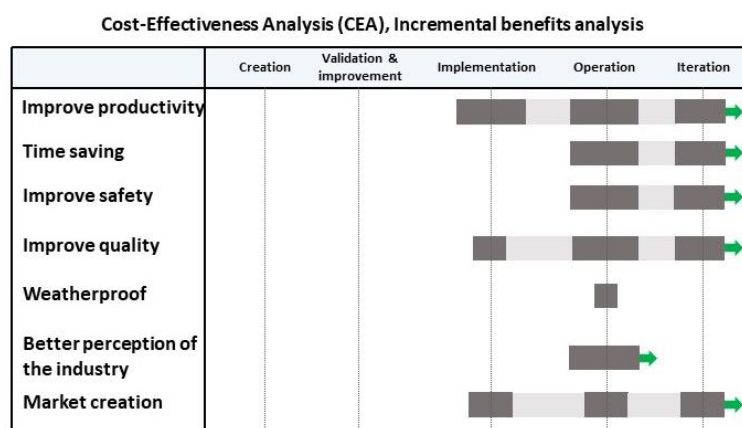 Cost-Effectiveness Analysis (CEA), Incremental benefits analysis
Creation
Validation &
improvement
Implementation
Operation
Iteration
Improve productivity
Time saving
Improve safety
Improve quality
Weatherproof
Better perception of
the industry
Market creation